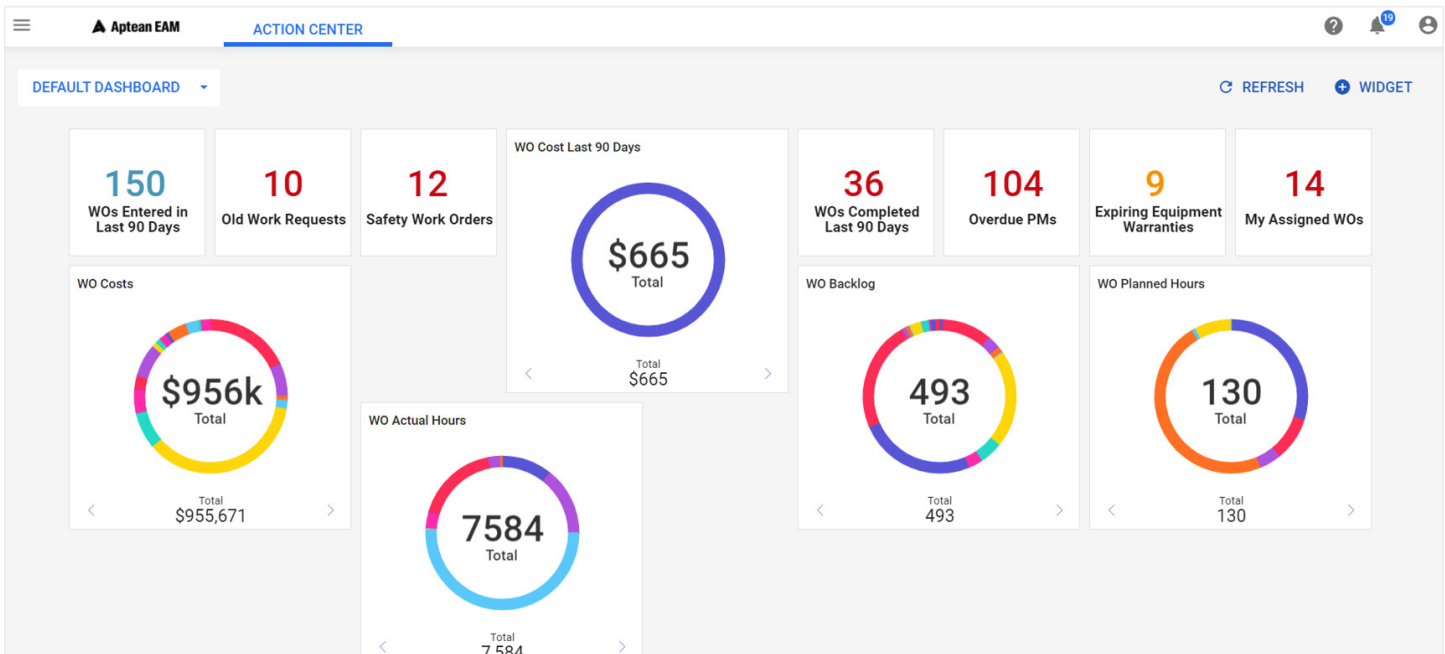 Aptean EAM
ACTION CENTER
19
DEFAULT DASHBOARD
REFRESH
WIDGET
150
WOs Entered in
Last 90 Days
10
Old Work Requests
12
Safety Work Orders
WO Cost Last 90 Days
$665
Total
Total
$665
36
WOs Completed
Last 90 Days
104
Overdue PMs
9
Expiring Equipment
Warranties
14
My Assigned WOs
WO Costs
$956k
Total
Total
$955,671
WO Actual Hours
7584
Total
Total
7,584
WO Backlog
493
Total
Total
493
WO Planned Hours
130
Total
Total
130